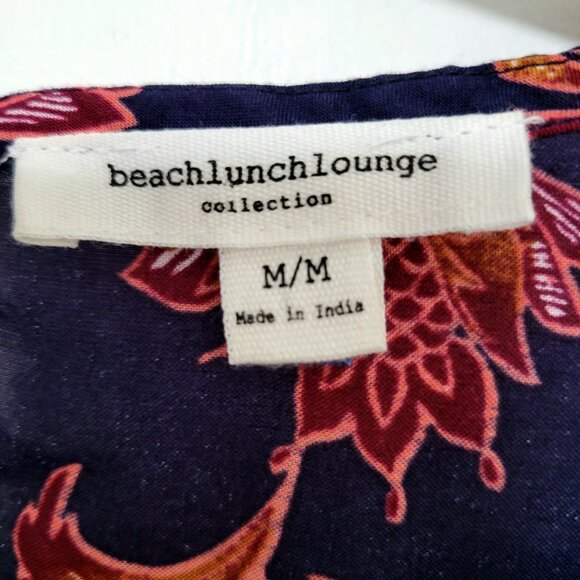 beachlunchlounge
collection
M/M
Made in India